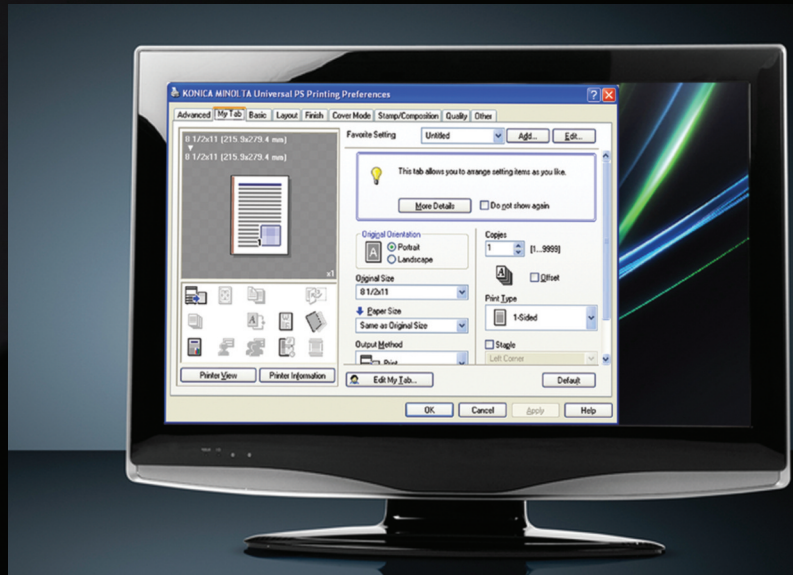 KONICA MINOLTA Universal PS Printing Preferences
Advanced My Tab Basic Layout Finish Cover Mode Stamp/Composition Quality Other
8 1/2x11 (215.9x279.4 mm)
8 1/2x11 (215.9x279.4 mm)
x1
Printer View Printer Information
Favorite Setting Untitled Add... Edit...
This tab allows you to arrange setting items as you like.
More Details Do not show again
Original Orientation
A
Portrait
Landscape
Original Size
8 1/2x11
Paper Size
Same as Original Size
Output Method
Print
Copies
1 [1...9999]
Offset
Print Type
1-Sided
Staple
Left Corner
Edit My Tab... Default
OK Cancel Apply Help